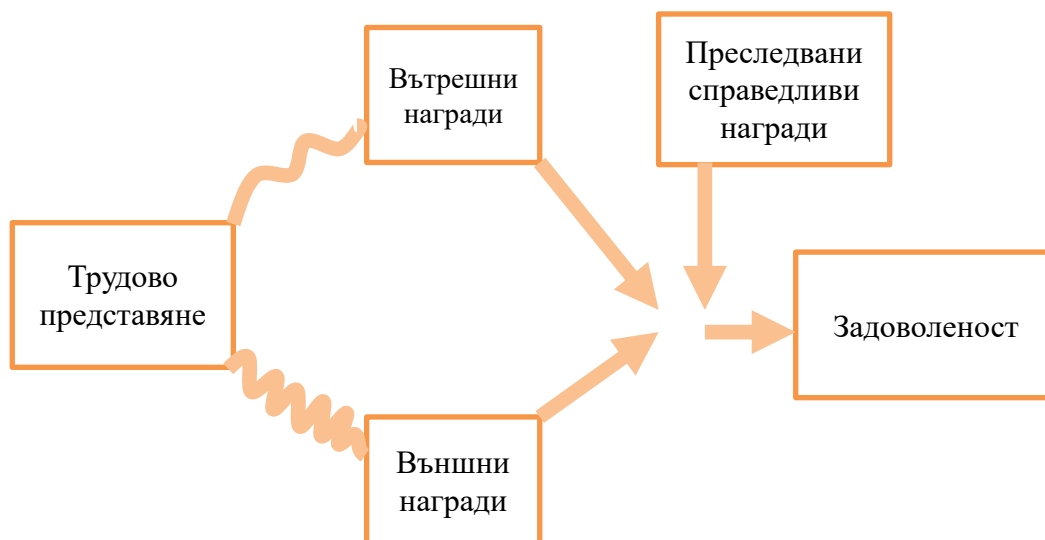 Вътрешни
награди
Преследвани
справедливи
награди
Трудово
представяне
Задоволеност
Външни
награди